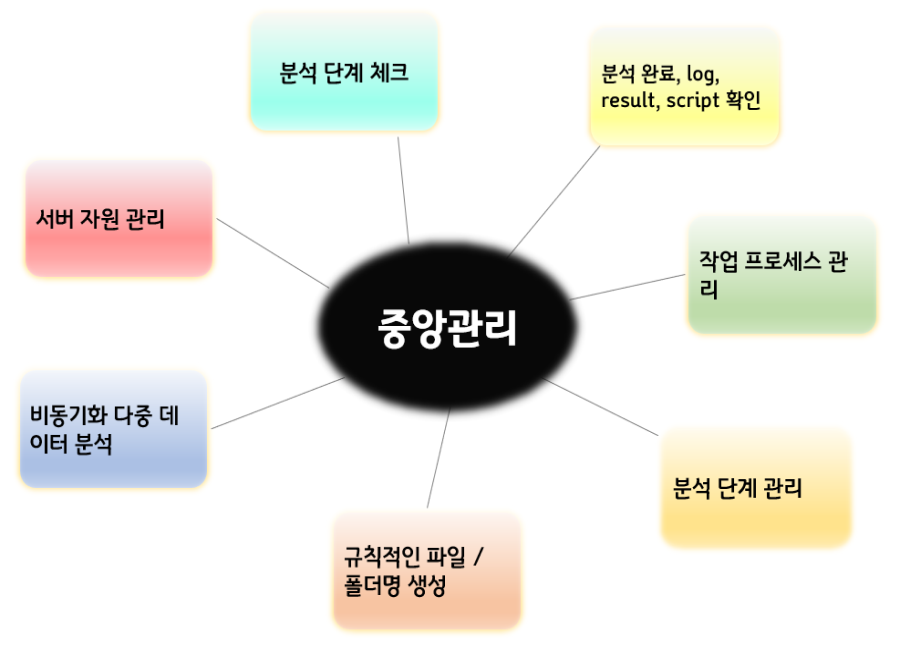 분석 단계 체크
분석 완료, log,
result, script 확인
서버 자원 관리
작업 프로세스 관
리
중앙관리
비동기화 다중 데
이터 분석
분석 단계 관리
규칙적인 파일 /
폴더명 생성